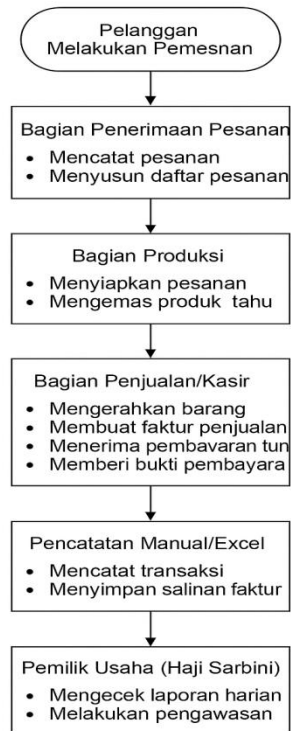 Pelanggan
Melakukan Pemesnan
Bagian Penerimaan Pesanan
• Mencatat pesanan
• Menyusun daftar pesanan
Bagian Produksi
• Menyiapkan pesanan
• Mengemas produk tahu
Bagian Penjualan/Kasir
• Mengerahkan barang
• Membuat faktur penjualan
• Menerima pembavaran tun
• Memberi bukti pembayara
Pencatatan Manual/Excel
• Mencatat transaksi
• Menyimpan salinan faktur
Pemilik Usaha (Haji Sarbini)
• Mengecek laporan harian
• Melakukan pengawasan